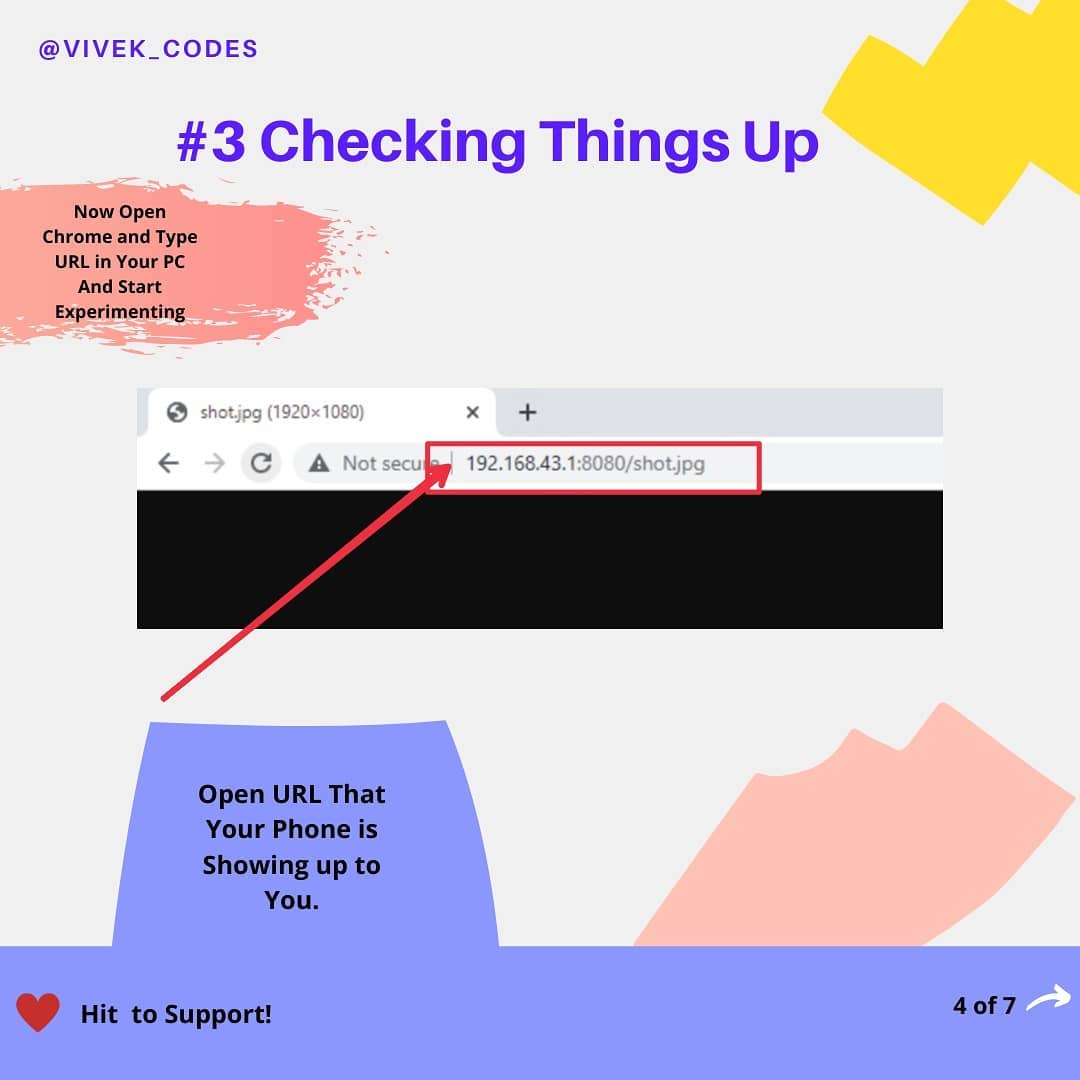 @VIVEK_CODES
#3 Checking Things Up
Now Open
Chrome and Type
URL in Your PC
And Start
Experimenting
shot.jpg (1920×1080)
Not secure
192.168.43.1:8080/shot.jpg
Open URL That
Your Phone is
Showing up to
You.
Hit to Support!
4 of 7